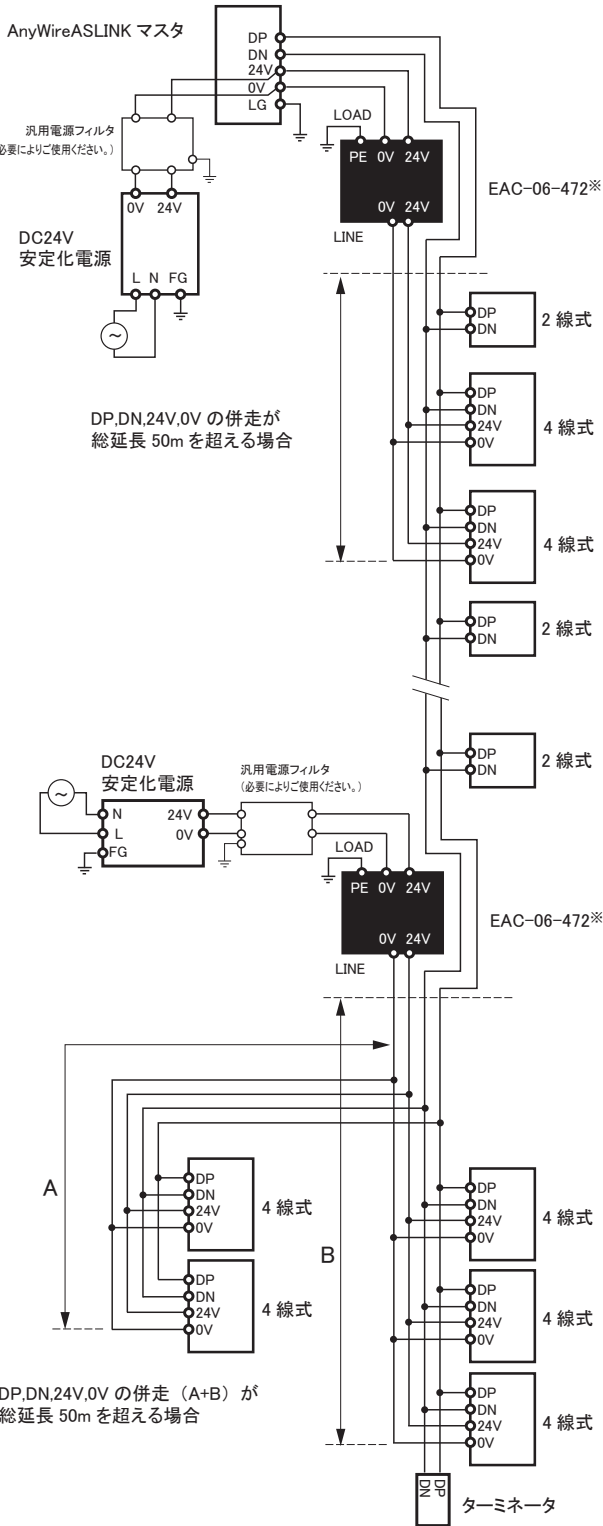 AnyWireASLINK マスタ
DP
DN
24V
0V
LG
汎用電源フィルタ
必要によりご使用ください。)
0V 24V
DC24V
安定化電源
L N FG
~
LOAD
PE 0V 24V
0V 24V
LINE
EAC-06-472※
DP,DN,24V,0V の併走が
総延長 50m を超える場合
DP
DN
2 線式
DP
DN
24V
0V
4 線式
DP
DN
24V
0V
4 線式
DP
DN
2 線式
DP
DN
2 線式
DC24V
安定化電源
~
N
L
FG
24V
0V
汎用電源フィルタ
(必要によりご使用ください。)
LOAD
PE 0V 24V
0V 24V
LINE
EAC-06-472※
A
B
DP
DN
24V
0V
4 線式
DP
DN
24V
0V
4 線式
DP
DN
24V
0V
4 線式
DP
DN
24V
0V
4 線式
DP
DN
24V
0V
4 線式
DP,DN,24V,0V の併走（A+B）が
総延長 50m を超える場合
DN
DP
ターミネータ